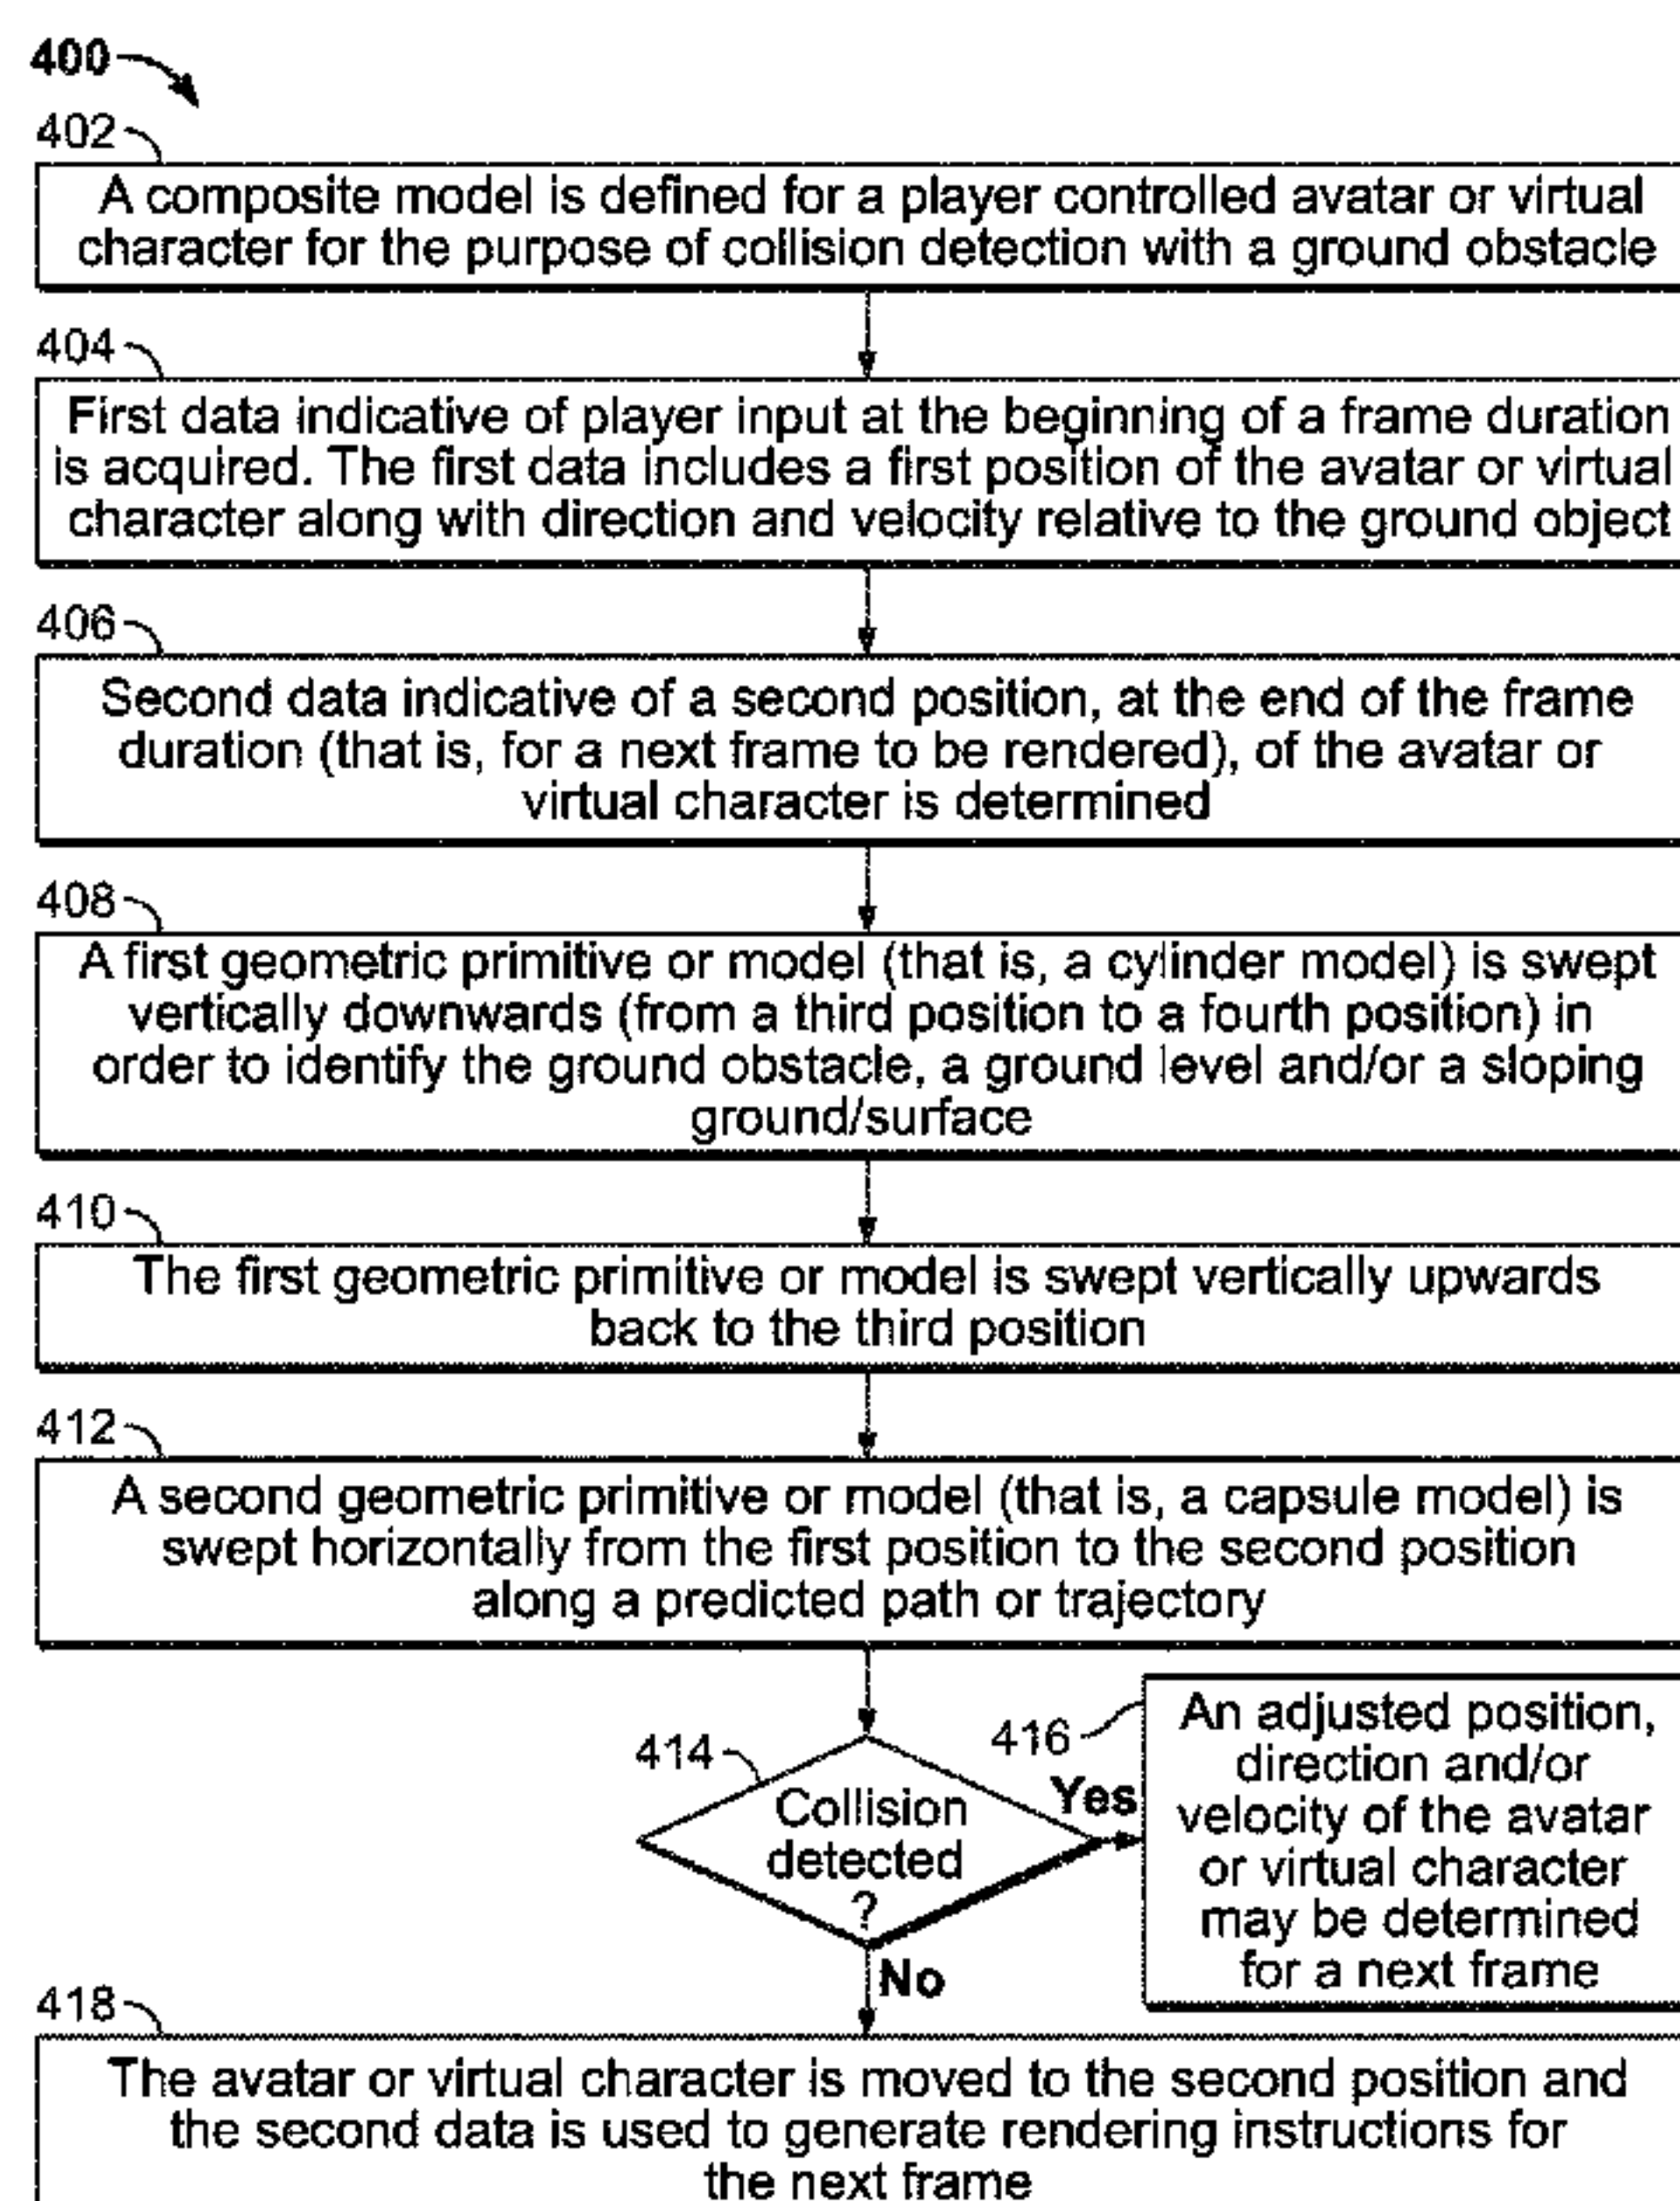 400
402
A composite model is defined for a player controlled avatar or virtual
character for the purpose of collision detection with a ground obstacle
404
First data indicative of player input at the beginning of a frame duration
is acquired. The first data includes a first position of the avatar or virtual
character along with direction and velocity relative to the ground object
406
Second data indicative of a second position, at the end of the frame
duration (that is, for a next frame to be rendered), of the avatar or
virtual character is determined
408
A first geometric primitive or model (that is, a cylinder model) is swept
vertically downwards (from a third position to a fourth position) in
order to identify the ground obstacle, a ground level and/or a sloping
ground/surface
410
The first geometric primitive or model is swept vertically upwards
back to the third position
412
A second geometric primitive or model (that is, a capsule model) is
swept horizontally from the first position to the second position
along a predicted path or trajectory
414
Collision
detected
?
Yes
No
416
An adjusted position,
direction and/or
velocity of the avatar
or virtual character
may be determined
for a next frame
418
The avatar or virtual character is moved to the second position and
the second data is used to generate rendering instructions for
the next frame